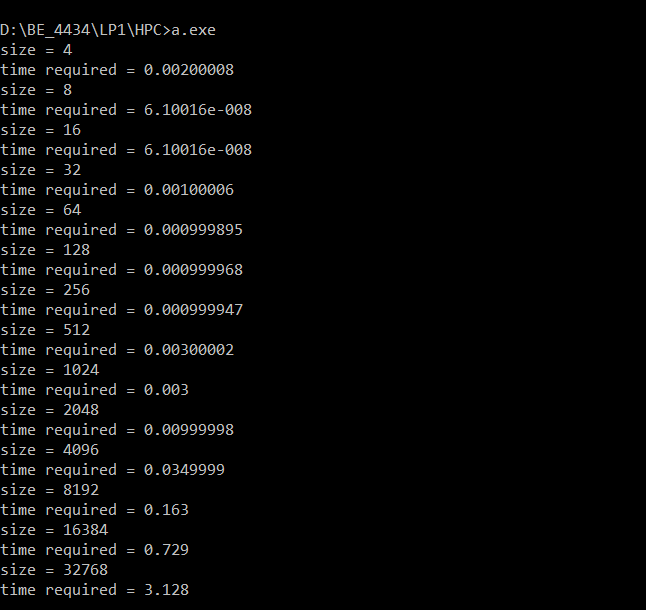 D:\BE_4434\LP1\HPC>a.exe
size = 4
time required = 0.00200008
size = 8
time required = 6.10016e-008
size = 16
time required = 6.10016e-008
size = 32
time required = 0.00100006
size = 64
time required = 0.000999895
size = 128
time required = 0.000999968
size = 256
time required = 0.000999947
size = 512
time required = 0.00300002
size = 1024
time required = 0.003
size = 2048
time required = 0.00999998
size = 4096
time required = 0.0349999
size = 8192
time required = 0.163
size = 16384
time required = 0.729
size = 32768
time required = 3.128